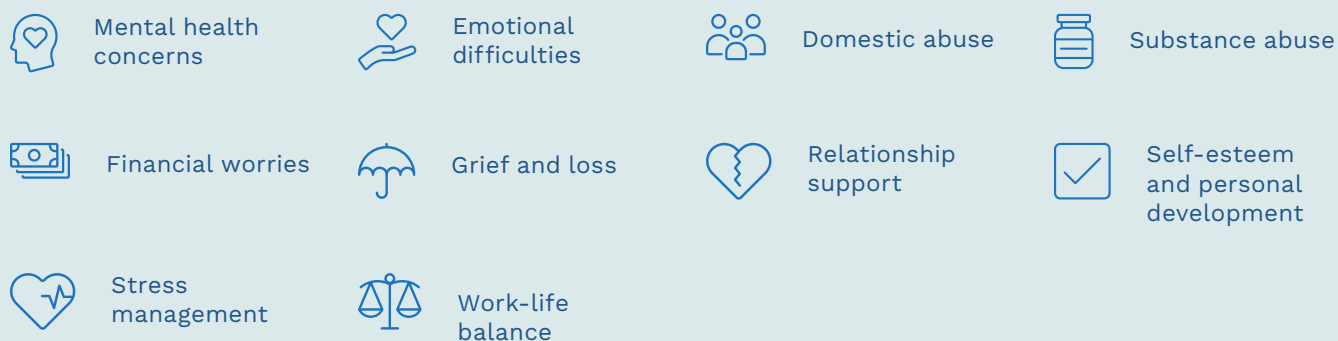 Mental health
concerns
Emotional
difficulties
Domestic abuse
Substance abuse
Financial worries
Grief and loss
Relationship
support
Self-esteem
and personal
development
Stress
management
Work-life
balance